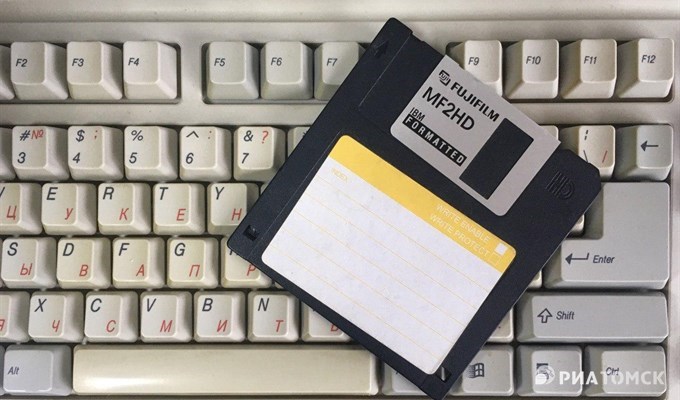 F2 F3 F4 F5 F6 F7 F9 F10 F11 F12
#№ 3 $ ; 4 % 5 ^ : 6 & ? 7 \ / ←
E У R К T Е Y Н
S Ы D В F А G П Enter
X Ч C С V М B И N Т Shift
Alt Ctrl
FUJIFILM
MF2HD
IBM
FORMATTED
HD
WRITE ENABLE
WRITE PROTECT
РИАТОМСК